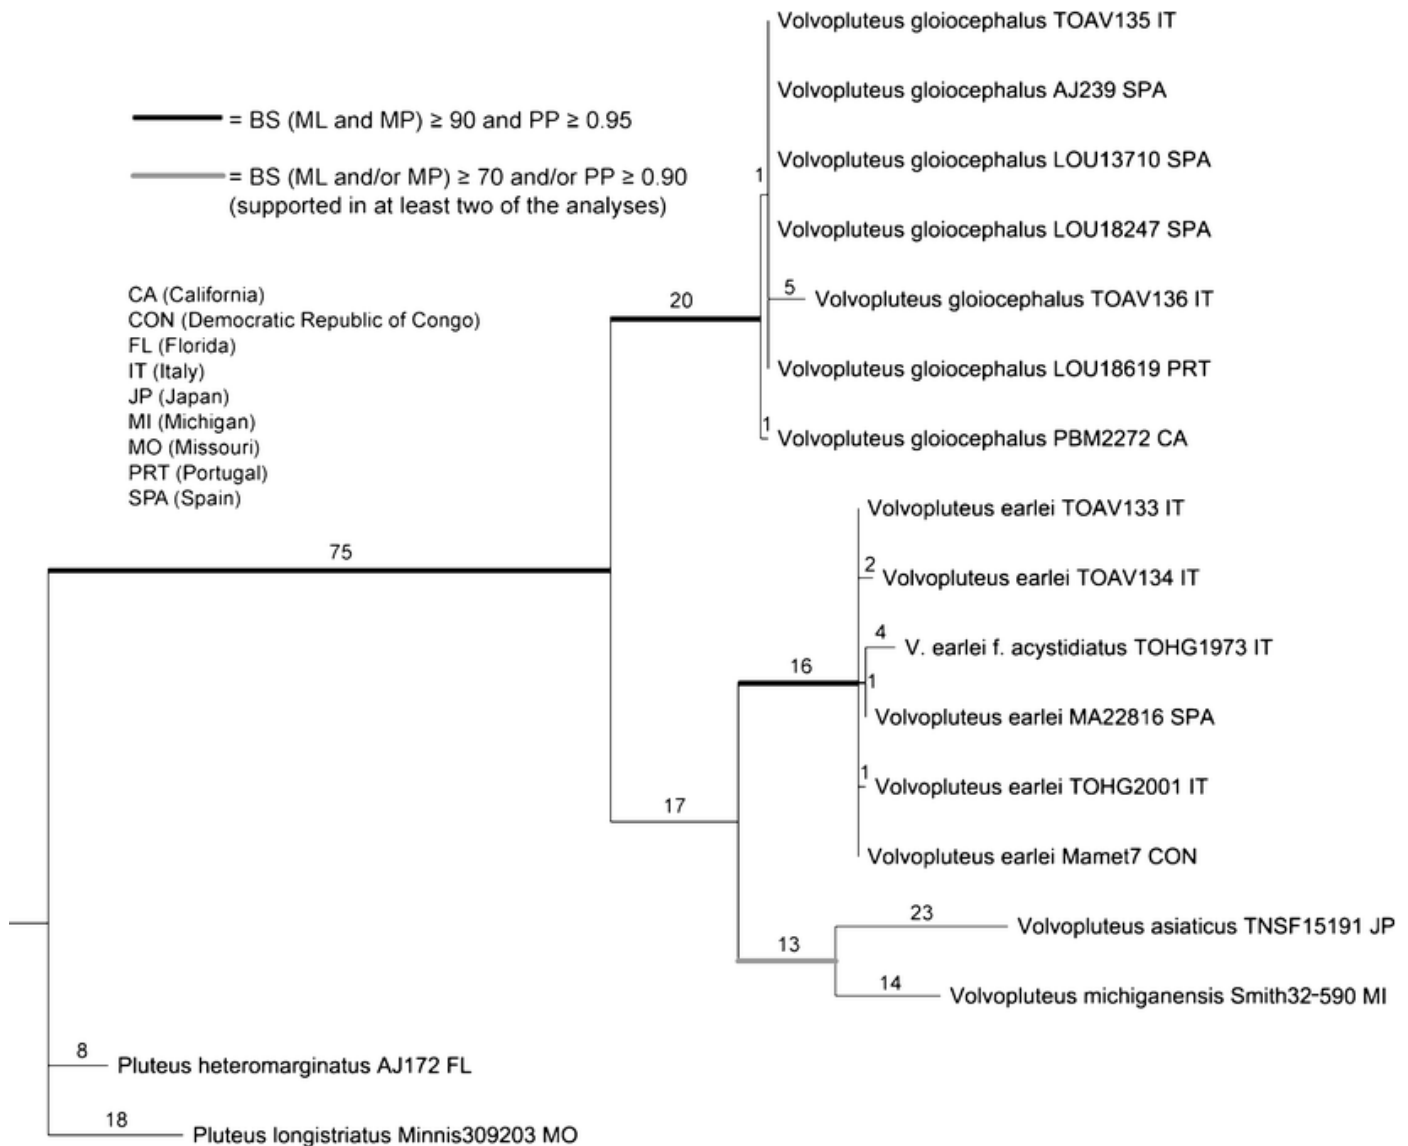 Volvopluteus gloiocephalus TOAV135 IT
Volvopluteus gloiocephalus AJ239 SPA
= BS (ML and MP) ≥ 90 and PP ≥ 0.95
1
Volvopluteus gloiocephalus LOU13710 SPA
= BS (ML and/or MP) ≥ 70 and/or PP ≥ 0.90
(supported in at least two of the analyses)
Volvopluteus gloiocephalus LOU18247 SPA
CA (California)
CON (Democratic Republic of Congo)
FL (Florida)
IT (Italy)
JP (Japan)
MI (Michigan)
MO (Missouri)
PRT (Portugal)
SPA (Spain)
20
5
Volvopluteus gloiocephalus TOAV136 IT
Volvopluteus gloiocephalus LOU18619 PRT
1
Volvopluteus gloiocephalus PBM2272 CA
75
Volvopluteus earlei TOAV133 IT
2
Volvopluteus earlei TOAV134 IT
4
V. earlei f. acystidiatus TOHG1973 IT
16
1
Volvopluteus earlei MA22816 SPA
1
Volvopluteus earlei TOHG2001 IT
17
Volvopluteus earlei Mamet7 CON
23
Volvopluteus asiaticus TNSF15191 JP
13
14
Volvopluteus michiganensis Smith32-590 MI
8
Pluteus heteromarginatus AJ172 FL
18
Pluteus longistriatus Minnis309203 MO